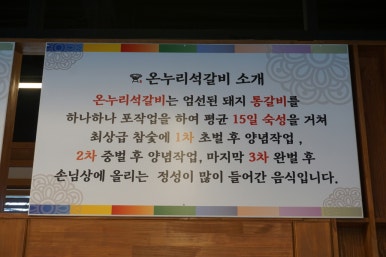 온누리석갈비 소개
온누리석갈비는 엄선된 돼지 통갈비를
하나하나 포작업을 하여 평균 15일 숙성을 거쳐
최상급 참숯에 1차 초벌 후 양념작업 ,
2차 중벌 후 양념작업, 마지막 3차 완벌 후
손님상에 올리는 정성이 많이 들어간 음식입니다.